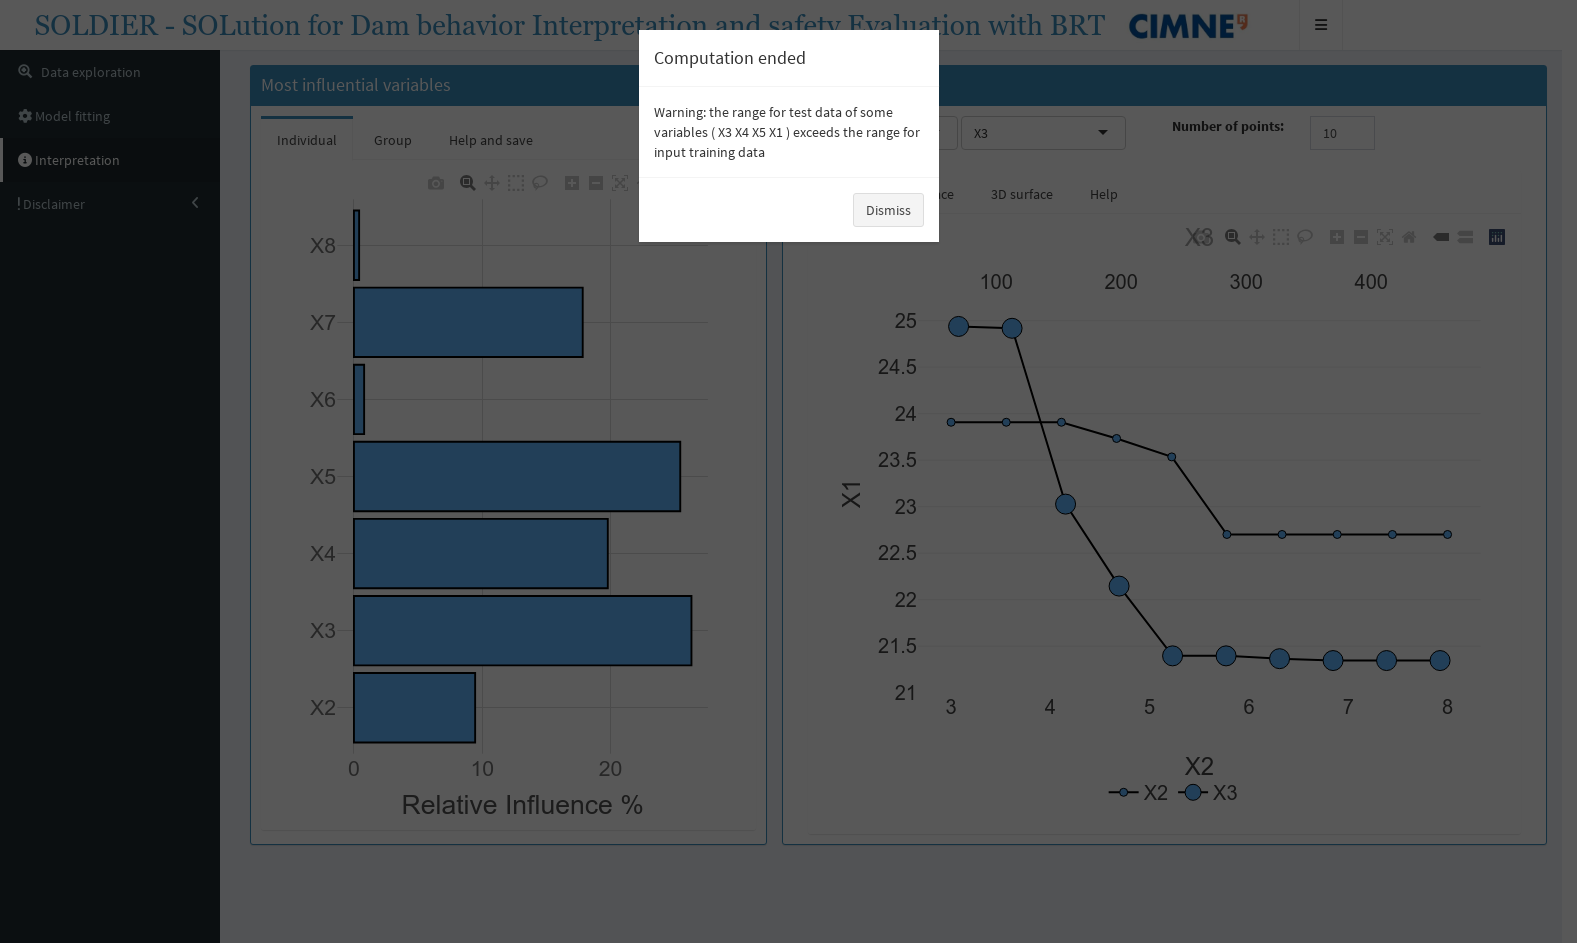 SOLDIER - SOLution for Dam behavior Interpretation and safety Evaluation with BRT
CIMNE
Data exploration
Model fitting
Interpretation
Disclaimer
Computation ended
Warning: the range for test data of some
variables ( X3 X4 X5 X1 ) exceeds the range for
input training data
Dismiss
Most influential variables
Individual
Group
Help and save
X8
X7
X6
X5
X4
X3
X2
0
10
20
Relative Influence %
X3
Number of points:
10
3D surface
Help
X3
100
200
300
400
25
24.5
24
23.5
23
22.5
22
21.5
21
X1
3
4
5
6
7
8
X2
X2
X3